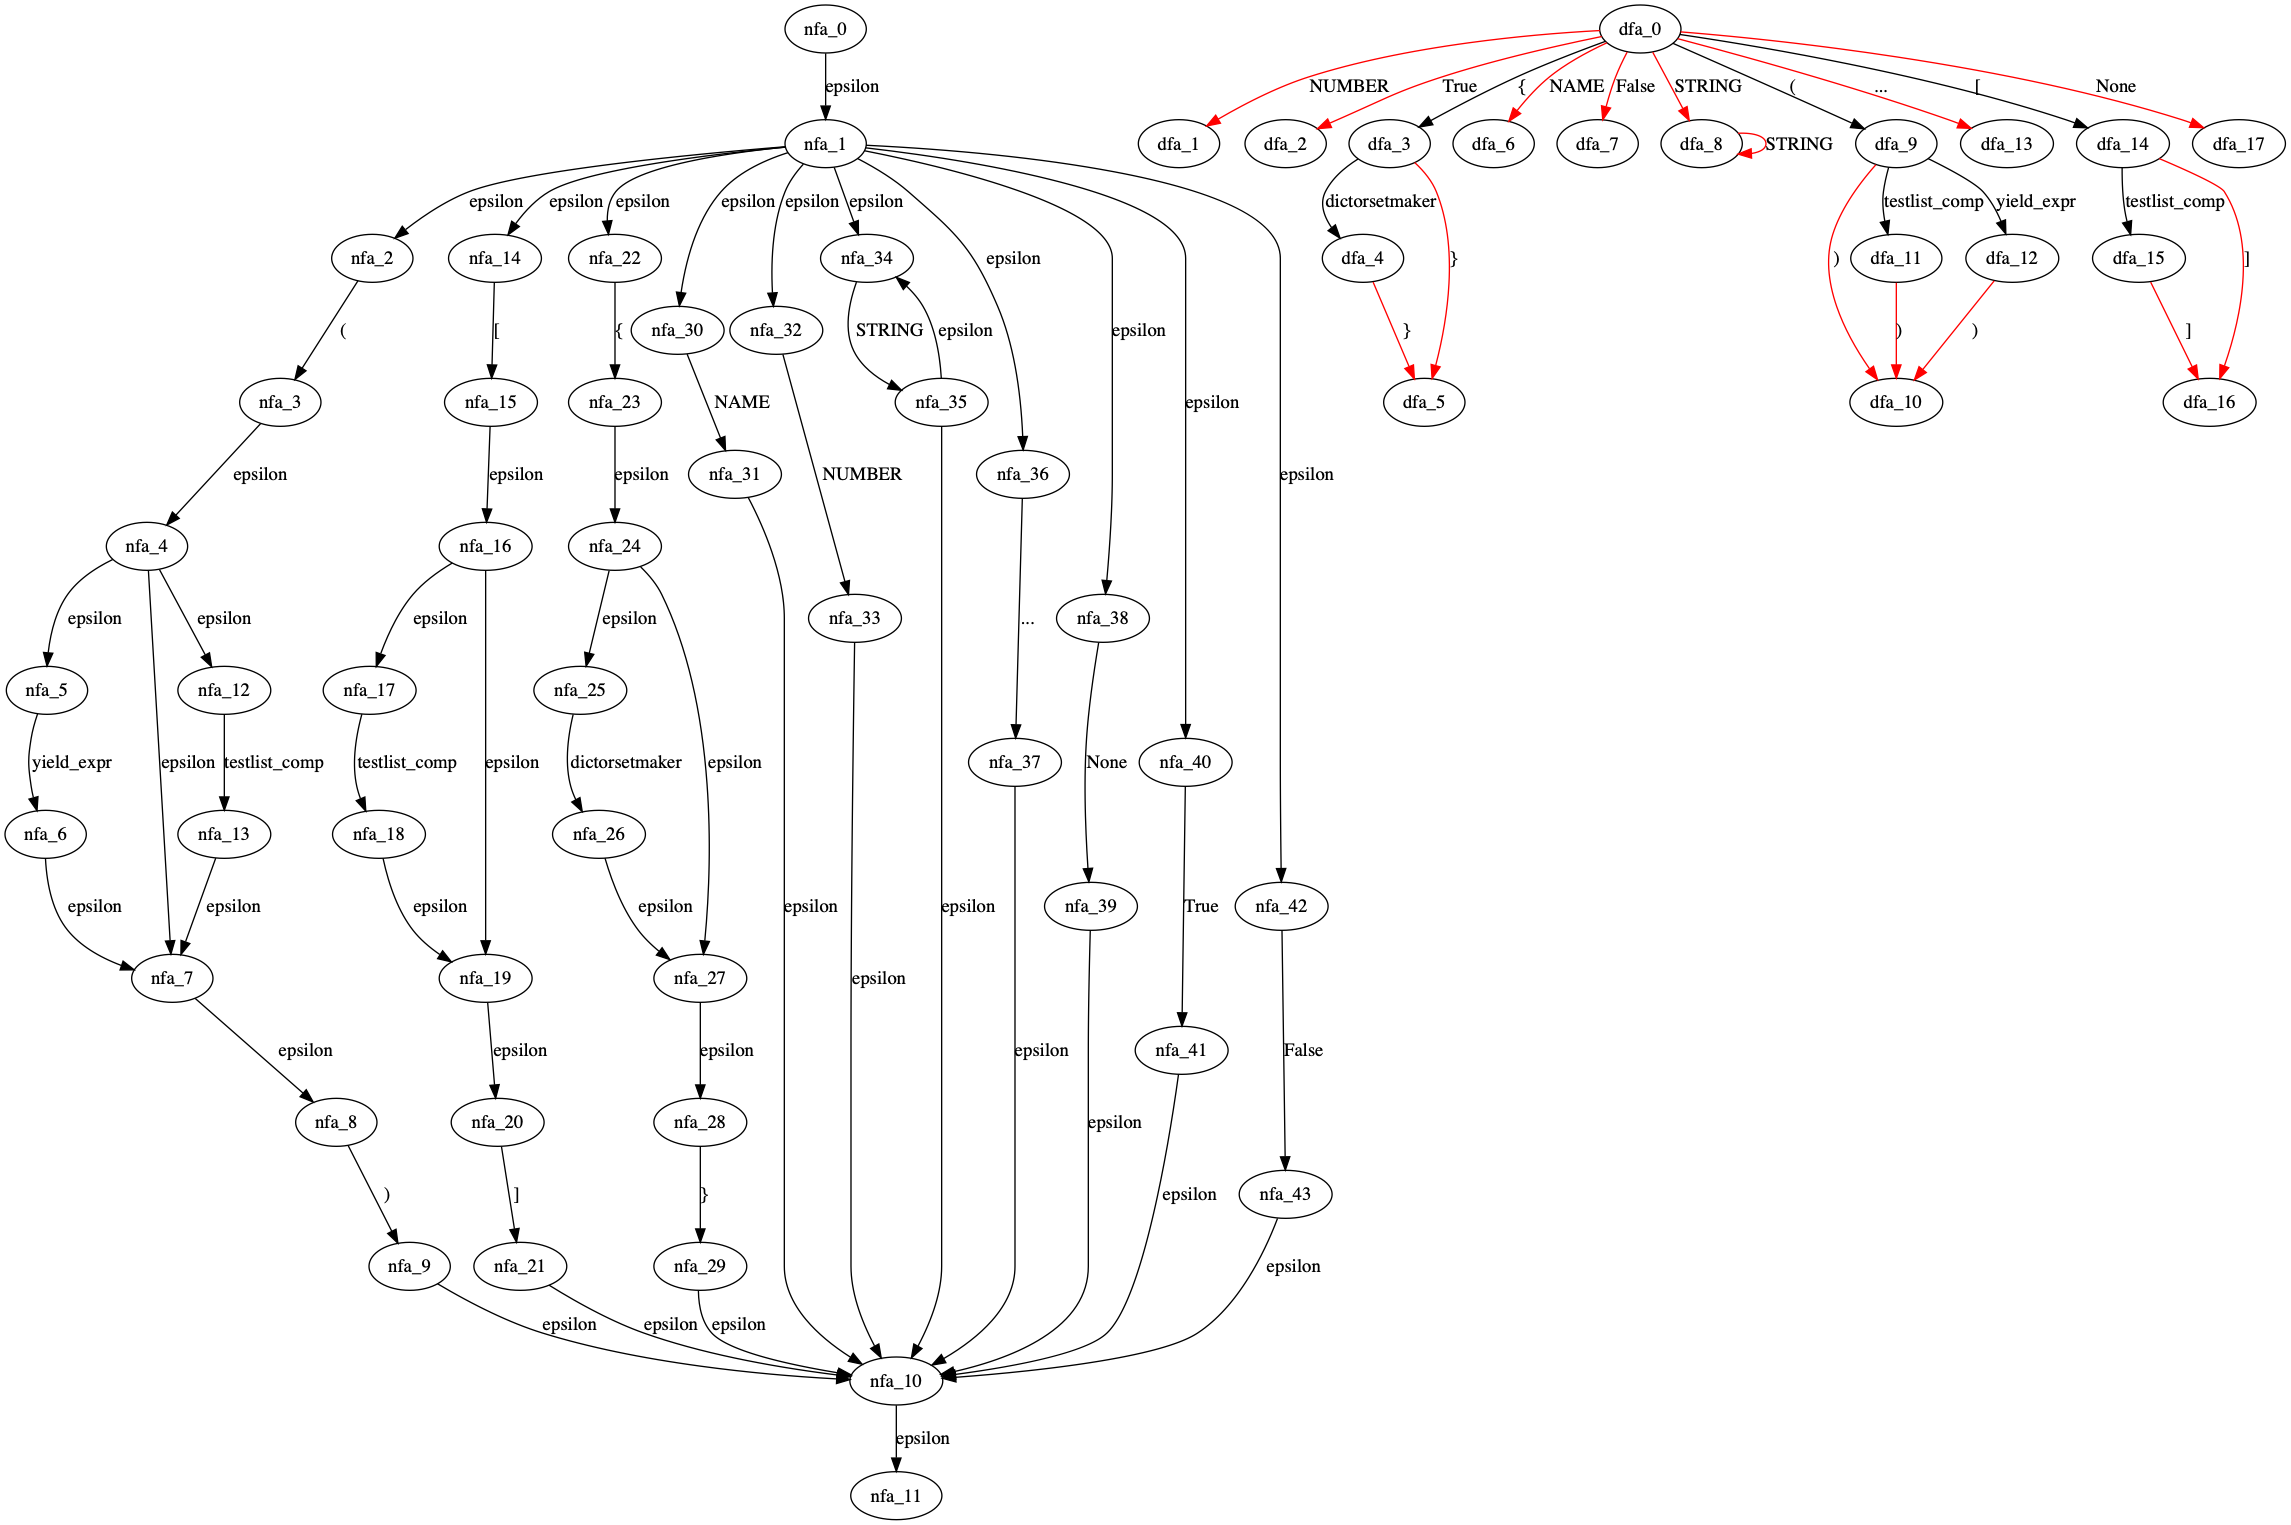 nfa_0 dfa_0
epsilon NUMBER True { NAME False STRING ( ... [ None
nfa_1 dfa_1 dfa_2 dfa_3 dfa_6 dfa_7 dfa_8 STRING dfa_9 dfa_13 dfa_14 dfa_17
epsilon epsilon epsilon epsilon epsilon epsilon dictorsetmaker testlist_comp yield_expr testlist_comp
nfa_2 nfa_14 nfa_22 nfa_34 epsilon dfa_4 } ) dfa_11 dfa_12 dfa_15 ]
( [ { nfa_30 nfa_32 STRING epsilon epsilon } ) ) ]
nfa_3 nfa_15 nfa_23 NAME nfa_35 epsilon dfa_5 dfa_10 dfa_16
epsilon epsilon epsilon nfa_31 NUMBER nfa_36 epsilon
nfa_4 nfa_16 nfa_24
epsilon epsilon epsilon epsilon nfa_33 ... nfa_38
nfa_5 nfa_12 nfa_17 nfa_25
yield_expr epsilon testlist_comp testlist_comp epsilon dictorsetmaker epsilon nfa_37 None nfa_40
nfa_6 nfa_13 nfa_18 nfa_26
epsilon epsilon epsilon epsilon epsilon epsilon nfa_39 True nfa_42
nfa_7 nfa_19 nfa_27 epsilon
epsilon epsilon epsilon epsilon nfa_41 False
nfa_8 nfa_20 nfa_28 epsilon
) ] } epsilon nfa_43
nfa_9 nfa_21 nfa_29 epsilon
epsilon epsilon epsilon
nfa_10
epsilon
nfa_11